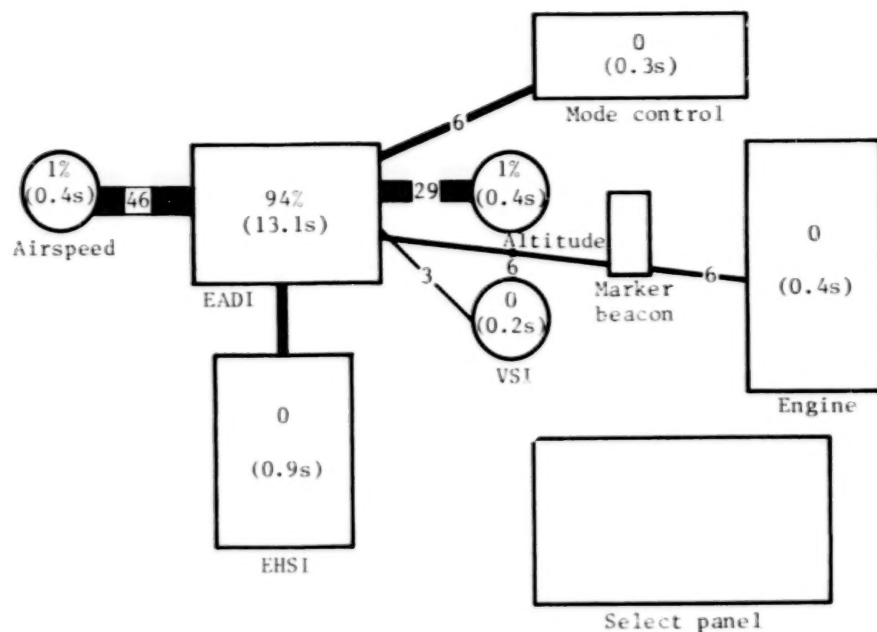 0
(0.3s)
Mode control
6
1%
(0.4s)
Airspeed
46
94%
(13.1s)
EADI
29
1%
(0.4s)
Altitude
6
3
0
(0.2s)
VSI
Marker
beacon
6
0
(0.4s)
Engine
0
(0.9s)
EHSI
Select panel